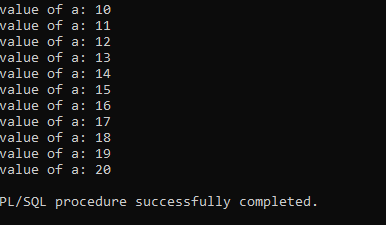 value of a: 10
value of a: 11
value of a: 12
value of a: 13
value of a: 14
value of a: 15
value of a: 16
value of a: 17
value of a: 18
value of a: 19
value of a: 20
PL/SQL procedure successfully completed.